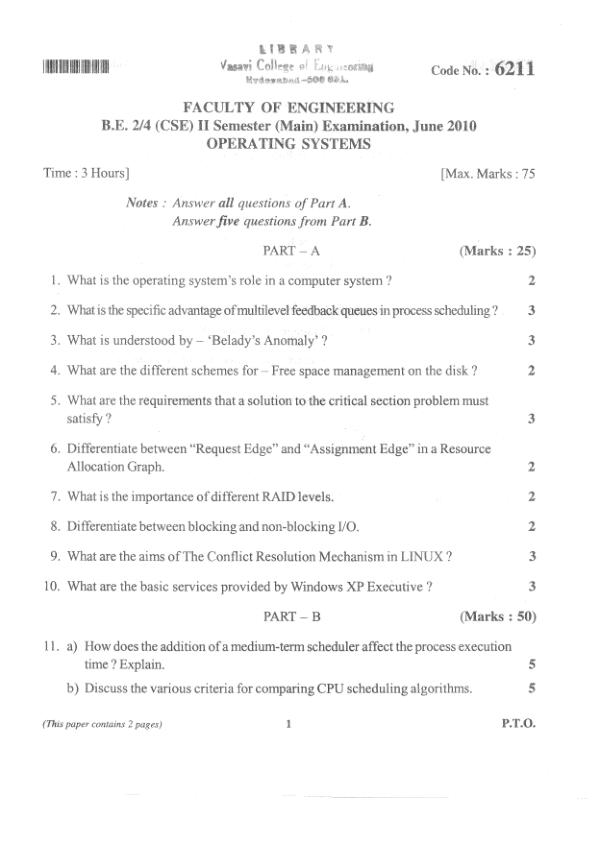 LIBRARY
Vasavi College of Engineering
Hyderabad-500 031.
Code No. : 6211
FACULTY OF ENGINEERING
B.E. 2/4 (CSE) II Semester (Main) Examination, June 2010
OPERATING SYSTEMS
Time : 3 Hours] [Max. Marks : 75
Notes : Answer all questions of Part A.
Answer five questions from Part B.
PART – A (Marks : 25)
1. What is the operating system's role in a computer system ? 2
2. What is the specific advantage of multilevel feedback queues in process scheduling ? 3
3. What is understood by – 'Belady's Anomaly' ? 3
4. What are the different schemes for – Free space management on the disk ? 2
5. What are the requirements that a solution to the critical section problem must
satisfy ? 3
6. Differentiate between "Request Edge" and "Assignment Edge" in a Resource
Allocation Graph. 2
7. What is the importance of different RAID levels. 2
8. Differentiate between blocking and non-blocking I/O. 2
9. What are the aims of The Conflict Resolution Mechanism in LINUX ? 3
10. What are the basic services provided by Windows XP Executive ? 3
PART – B (Marks : 50)
11. a) How does the addition of a medium-term scheduler affect the process execution
time ? Explain. 5
b) Discuss the various criteria for comparing CPU scheduling algorithms. 5
(This paper contains 2 pages) 1 P.T.O.